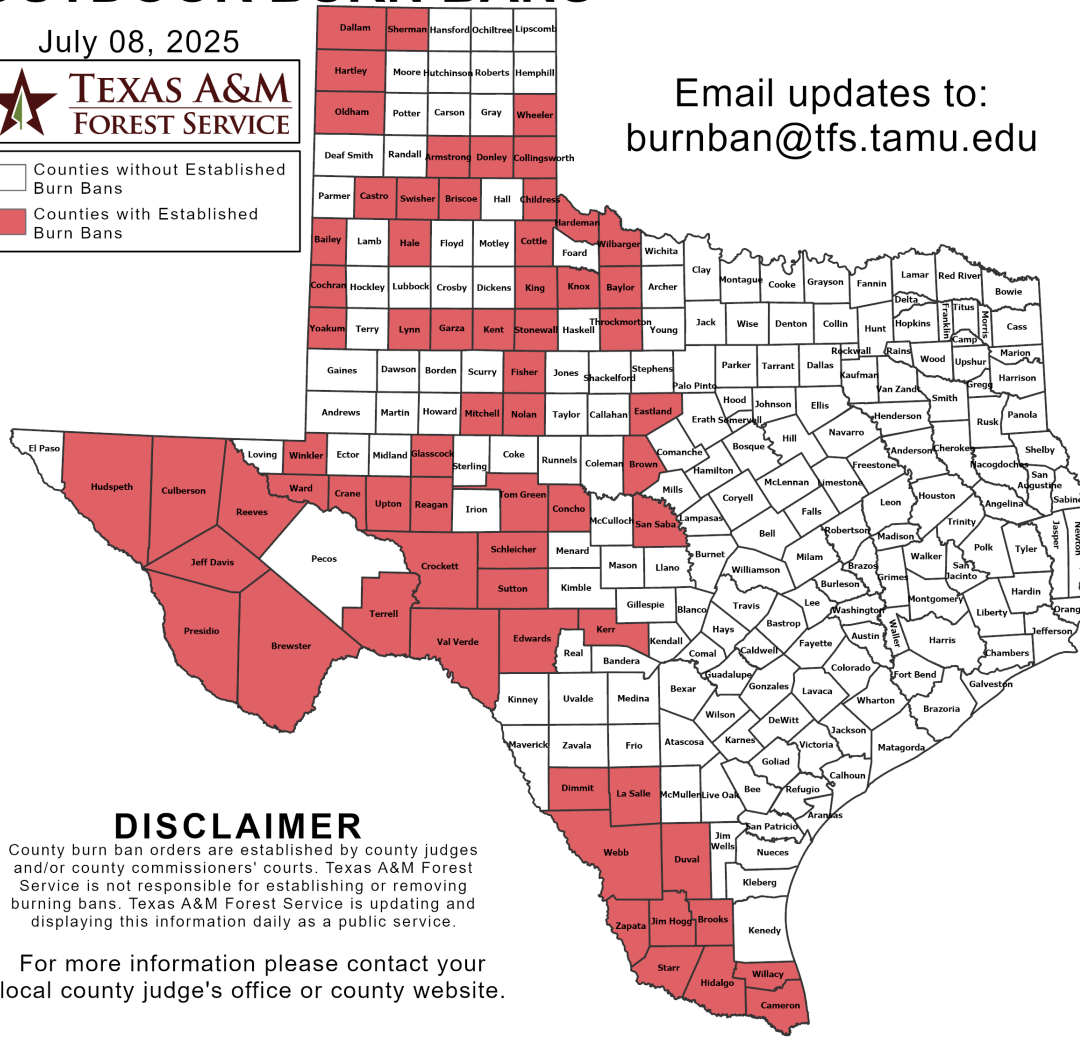 July 08, 2025
TEXAS A&M
FOREST SERVICE
Counties without Established
Burn Bans
Counties with Established
Burn Bans
Email updates to:
burnban@tfs.tamu.edu
Dallam Sherman Hansford Ochiltree Lipscomb
Hartley Moore Hutchinson Roberts Hemphill
Oldham Potter Carson Gray Wheeler
Deaf Smith Randall Armstrong Donley Collingsworth
Parmer Castro Swisher Briscoe Hall Childress
Hardeman
Bailey Lamb Hale Floyd Motley Cottle Foard Wilbarger Wichita
Clay Montague Cooke Grayson Fannin Lamar Red River Bowie
Cochran Hockley Lubbock Crosby Dickens King Knox Baylor Archer
Delta Titus Franklin Morris
Yoakum Terry Lynn Garza Kent Stonewall Haskell Throckmorton Young Jack Wise Denton Collin Hunt Hopkins Cass
Camp
Rockwall Rains Wood Upshur Marion
Gaines Dawson Borden Scurry Fisher Jones Shackelford Stephens Palo Pinto Parker Tarrant Dallas Kaufman Van Zandt Smith Gregg Harrison
Andrews Martin Howard Mitchell Nolan Taylor Callahan Eastland Erath Hood Somervell Johnson Ellis Henderson Rusk Panola
El Paso Loving Winkler Ector Midland Glasscock Sterling Coke Runnels Coleman Brown Comanche Bosque Hill Navarro Anderson Cherokee Shelby
Hamilton Freestone Nacogdoches San
Augustine
Hudspeth Culberson Reeves Ward Crane Upton Reagan Irion Tom Green Concho McCulloch San Saba Mills Lampasas Coryell McLennan Limestone Leon Houston Angelina Sabine
Falls Bell Robertson Madison Trinity Polk Tyler Jasper Newton
Jeff Davis Pecos Crockett Schleicher Menard Mason Llano Burnet Williamson Milam Brazos Grimes Walker San
Jacinto
Sutton Kimble Burleson Montgomery Hardin
Terrell Gillespie Blanco Travis Lee Washington Liberty Orange
Presidio Brewster Val Verde Edwards Kerr Kendall Hays Bastrop Fayette Austin Waller Harris Jefferson
Real Bandera Comal Caldwell Colorado Chambers
Kinney Uvalde Medina Bexar Guadalupe Gonzales Lavaca Wharton Fort Bend Galveston
Wilson DeWitt Brazoria
Maverick Zavala Frio Atascosa Karnes Victoria Jackson Matagorda
Goliad Calhoun
Dimmit La Salle McMullen Live Oak Bee Refugio
Aransas
San Patricio
Webb Duval Jim
Wells Nueces
Kleberg
Zapata Jim Hogg Brooks Kenedy
Starr Hidalgo Willacy
Cameron
DISCLAIMER
County burn ban orders are established by county judges
and/or county commissioners' courts. Texas A&M Forest
Service is not responsible for establishing or removing
burning bans. Texas A&M Forest Service is updating and
displaying this information daily as a public service.
For more information please contact your
local county judge's office or county website.